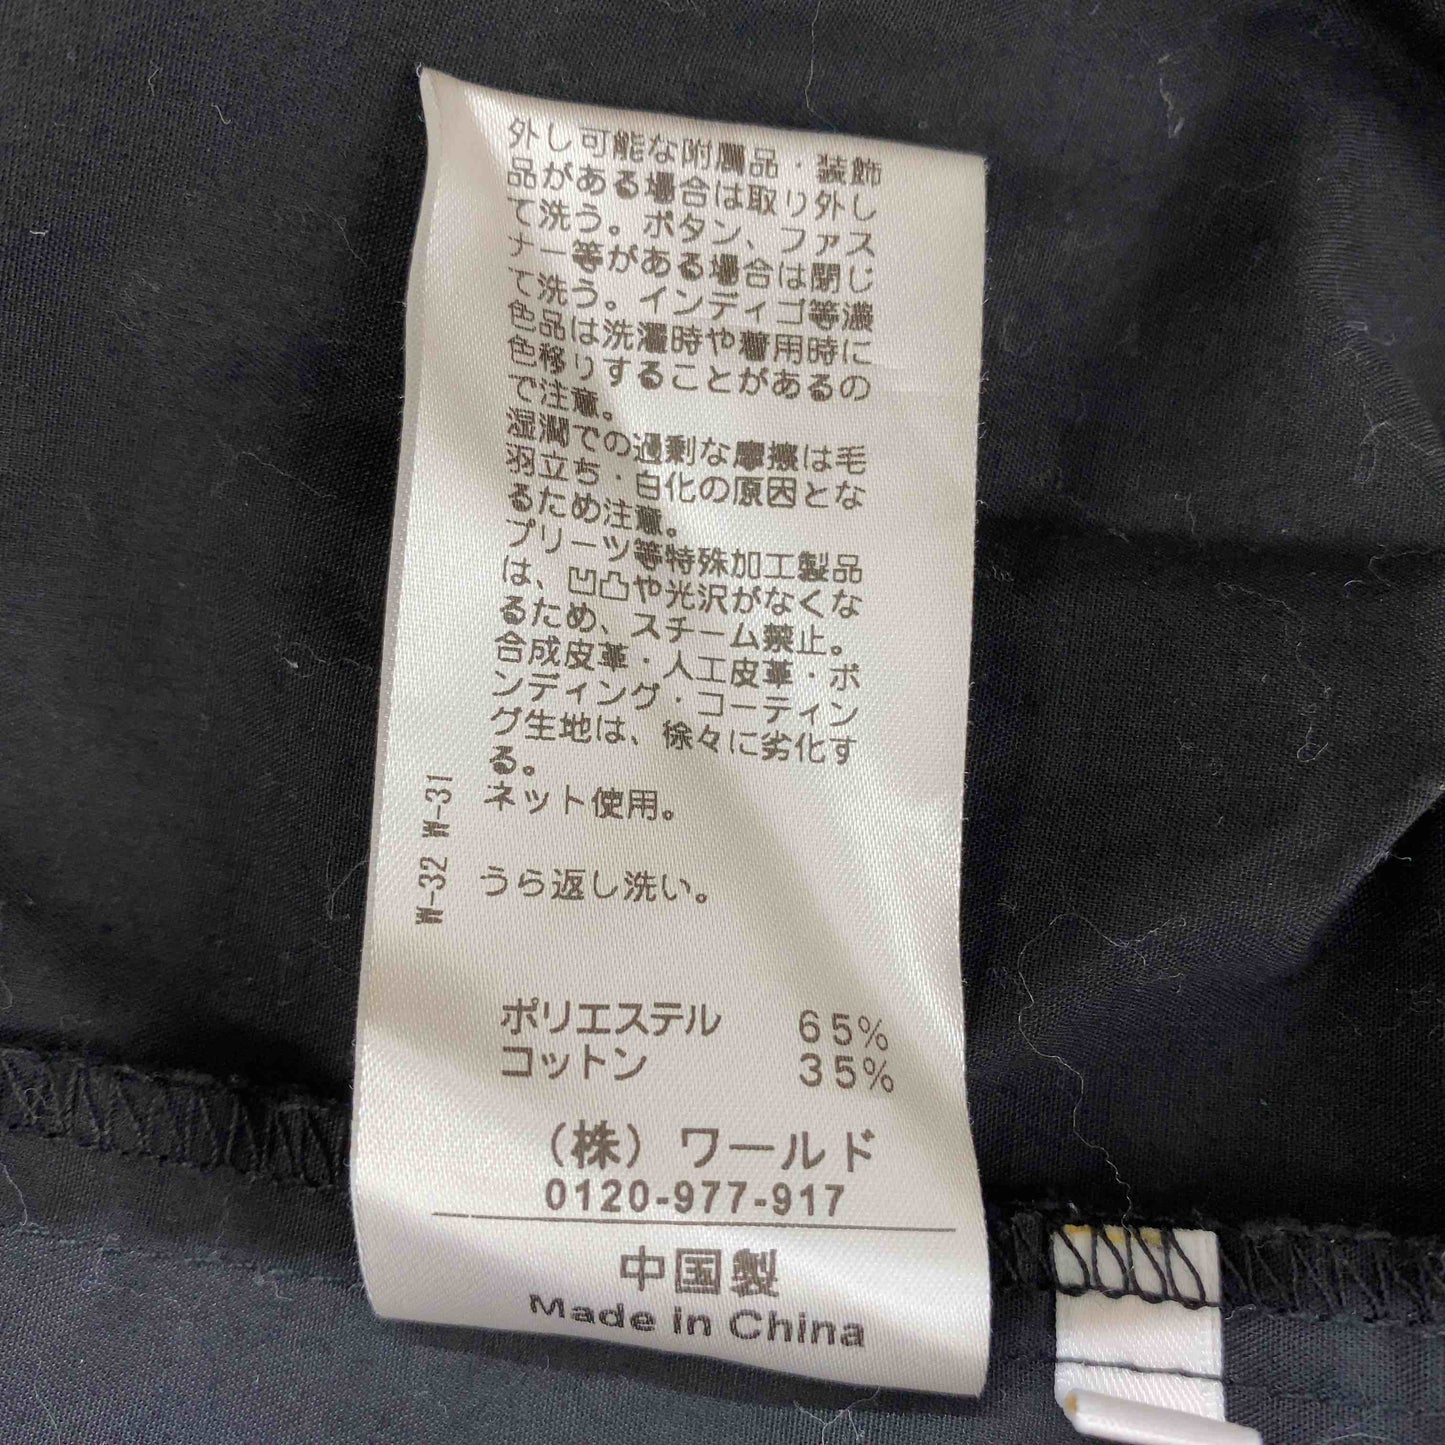 外し可能な附属品・装飾
品がある場合は取り外し
て洗う。ボタン、ファス
ナー等がある場合は閉じ
て洗う。インディゴ等濃
色品は洗濯時や着用時に
色移りすることがあるの
で注意。
湿潤での過剰な摩擦は毛
羽立ち・白化の原因とな
るため注意。
プリーツ等特殊加工製品
は、凹凸や光沢がなくな
るため、スチーム禁止。
合成皮革・人工皮革・ボ
ンディング・コーティン
グ生地は、徐々に劣化す
る。
ネット使用。
うら返し洗い。
W-32 W-31
ポリエステル 65%
コットン 35%
(株) ワールド
0120-977-917
中国製
Made in China